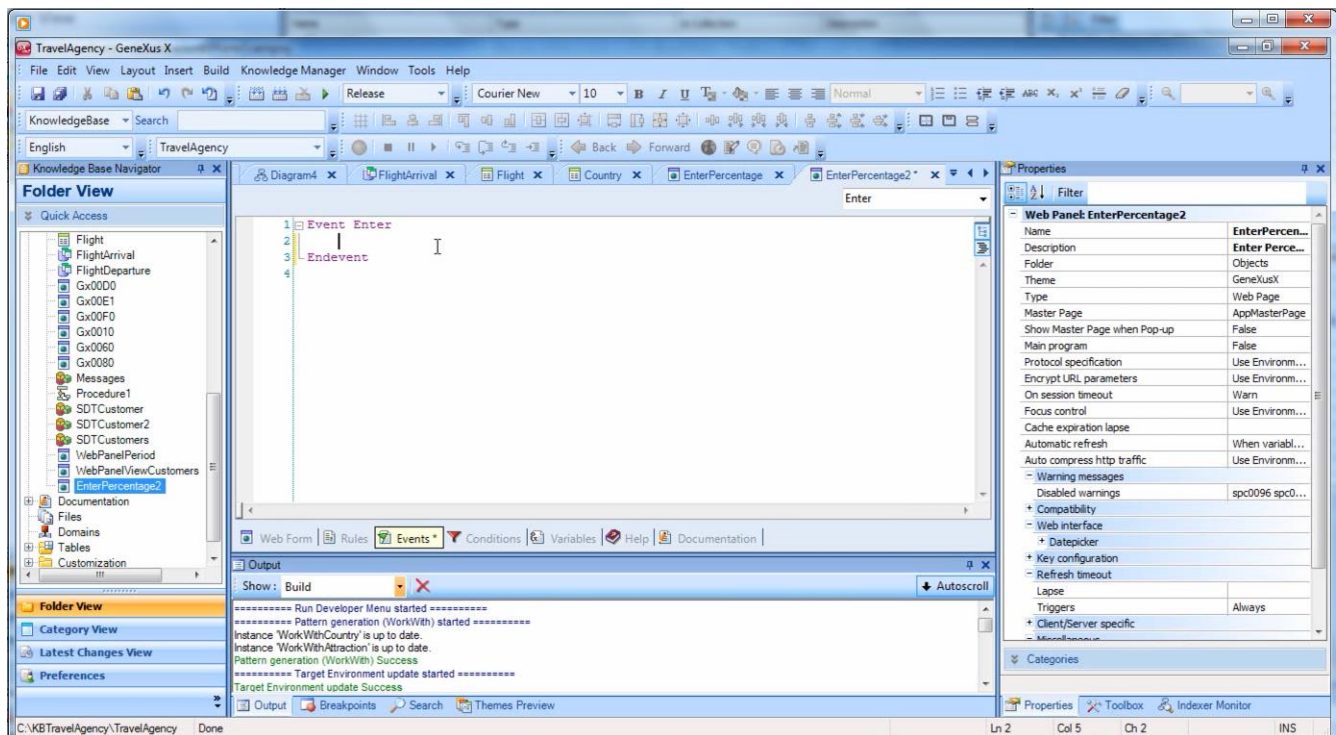 TravelAgency - GeneXus X
File Edit View Layout Insert Build Knowledge Manager Window Tools Help
Release Courier New 10 B I U Normal
KnowledgeBase Search
English TravelAgency Back Forward
Knowledge Base Navigator
Folder View
Quick Access
Flight
FlightArrival
FlightDeparture
Gx00D0
Gx00E1
Gx00F0
Gx0010
Gx0060
Gx0080
Messages
Procedure1
SDTCustomer
SDTCustomer2
SDTCustomers
WebPanelPeriod
WebPanelViewCustomers
EnterPercentage2
Documentation
Files
Domains
Tables
Customization
Folder View
Category View
Latest Changes View
Preferences
Diagram4 FlightArrival Flight Country EnterPercentage EnterPercentage2*
Enter
1 Event Enter
2
3 Endevent
4
Web Form Rules Events* Conditions Variables Help Documentation
Output
Show: Build Autoscroll
========== Run Developer Menu started ==========
========== Pattern generation (WorkWith) started ==========
Instance 'WorkWithCountry' is up to date.
Instance 'WorkWithAttraction' is up to date.
Pattern generation (WorkWith) Success
========== Target Environment update started ==========
Target Environment update Success
Output Breakpoints Search Themes Preview
Properties
Filter
Web Panel: EnterPercentage2
Name EnterPercen...
Description Enter Perce...
Folder Objects
Theme GeneXusX
Type Web Page
Master Page AppMasterPage
Show Master Page when Pop-up False
Main program False
Protocol specification Use Environm...
Encrypt URL parameters Use Environm...
On session timeout Warn
Focus control Use Environm...
Cache expiration lapse
Automatic refresh When variabl...
Auto compress http traffic Use Environm...
Warning messages
Disabled warnings spc0096 spc0...
Compatibility
Web interface
Datepicker
Key configuration
Refresh timeout
Lapse
Triggers Always
Client/Server specific
Miscellaneous
Categories
Properties Toolbox Indexer Monitor
C:\KBTravelAgency\TravelAgency Done Ln 2 Col 5 Ch 2 INS